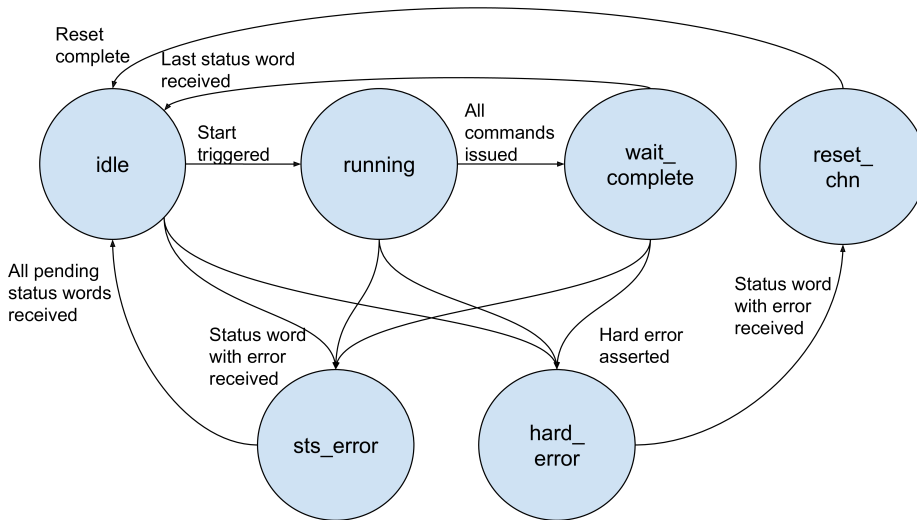 Reset
complete
Last status word
received
Start
triggered
All
commands
issued
idle
running
wait_
complete
reset_
chn
All pending
status words
received
Status word
with error
received
Hard error
asserted
Status word
with error
received
sts_error
hard_
error